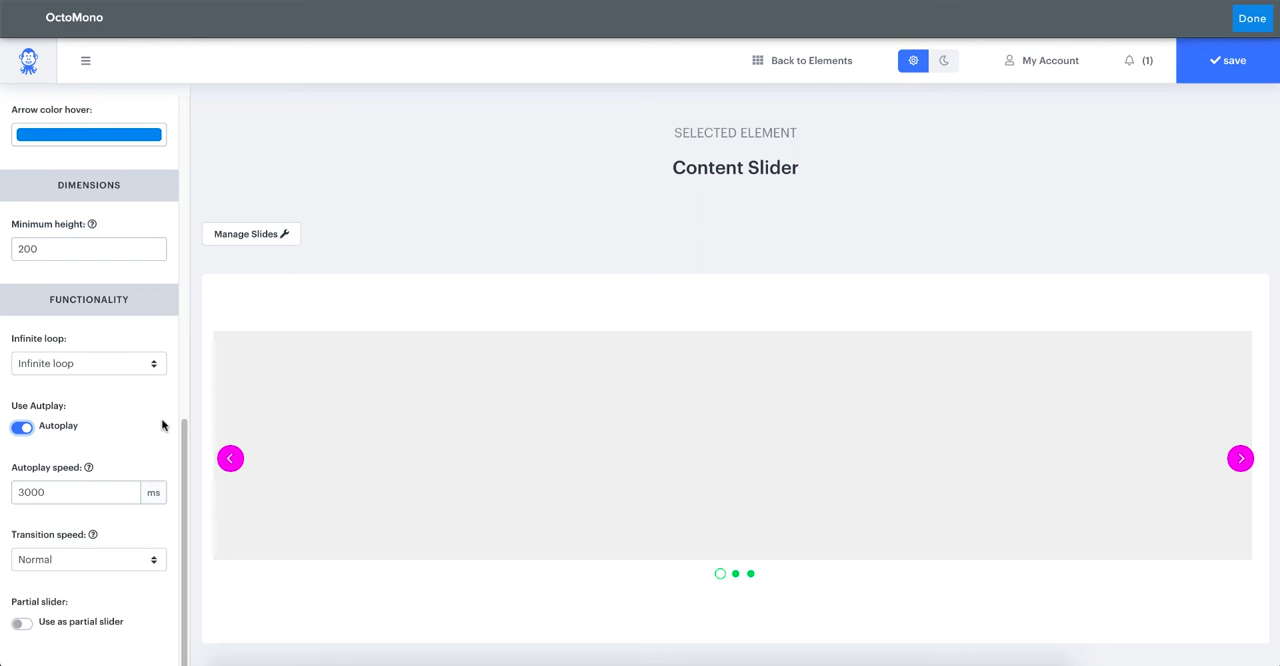 OctoMono
Done
Back to Elements
My Account
(1)
save
Arrow color hover:
DIMENSIONS
Minimum height:
200
FUNCTIONALITY
Infinite loop:
Infinite loop
Use Autplay:
Autoplay
Autoplay speed:
3000 ms
Transition speed:
Normal
Partial slider:
Use as partial slider
SELECTED ELEMENT
Content Slider
Manage Slides